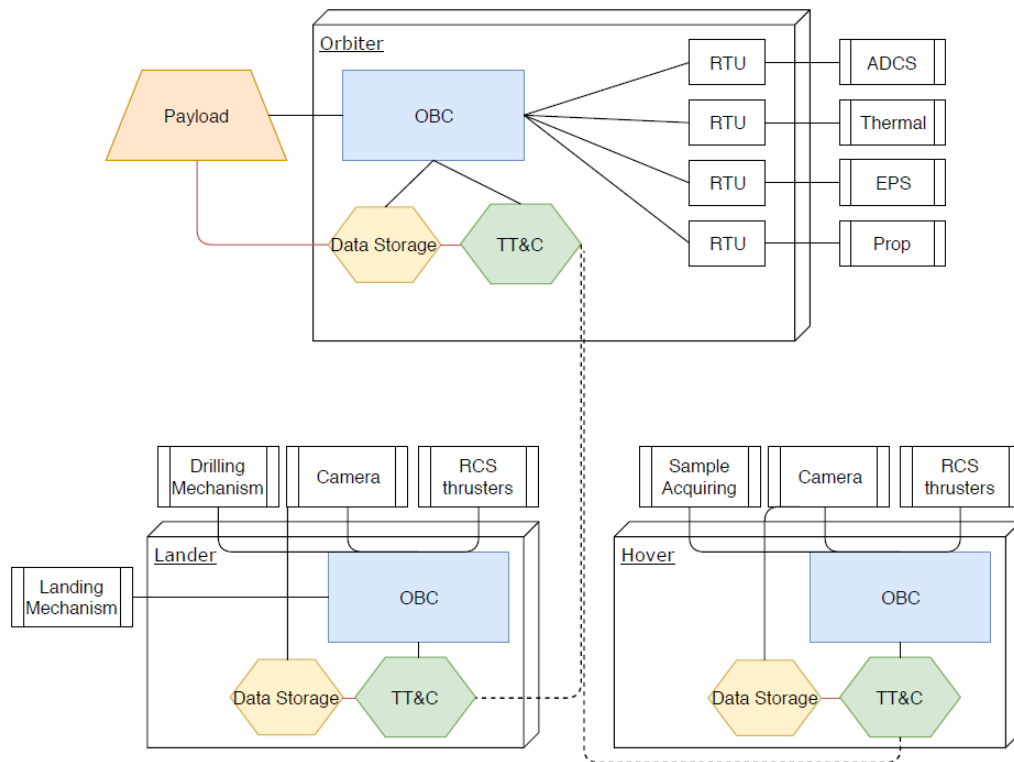 Orbiter
Payload
OBC
RTU
ADCS
RTU
Thermal
RTU
EPS
RTU
Prop
Data Storage
TT&C
Drilling
Mechanism
Camera
RCS
thrusters
Lander
Landing
Mechanism
OBC
Data Storage
TT&C
Sample
Acquiring
Camera
RCS
thrusters
Hover
OBC
Data Storage
TT&C